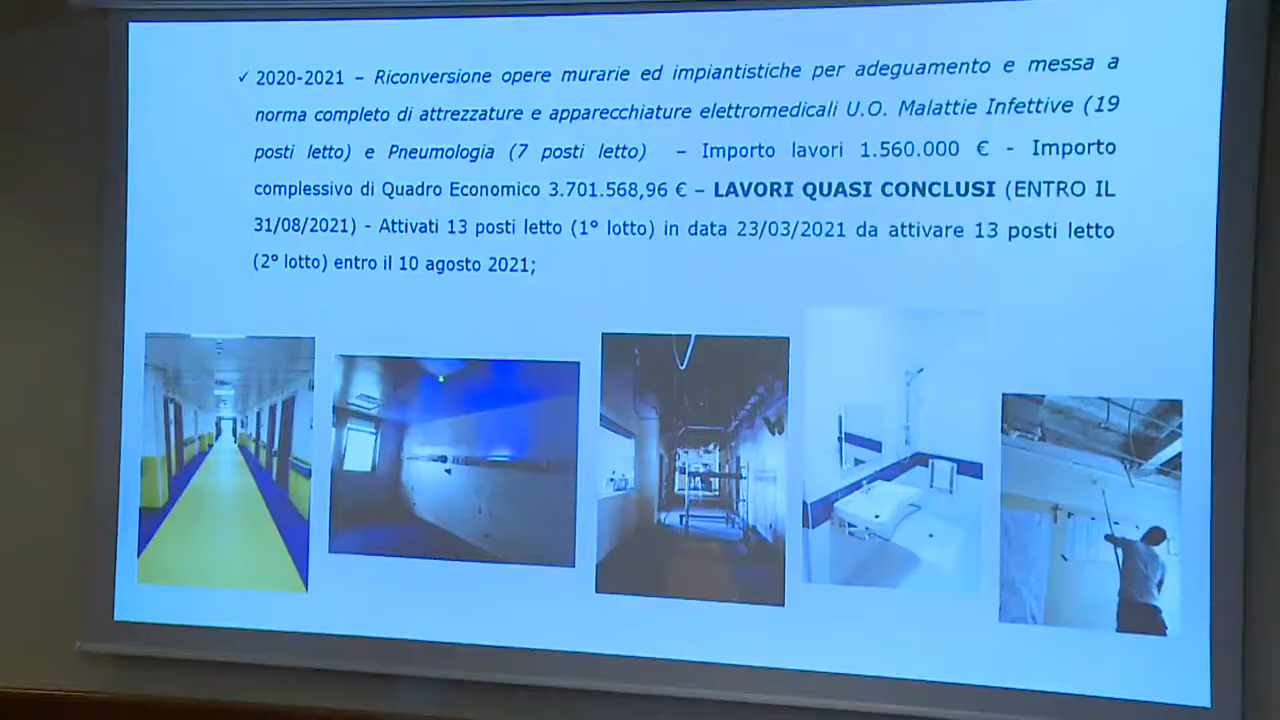 ✓ 2020-2021 – Riconversione opere murarie ed impiantistiche per adeguamento e messa a
norma completo di attrezzature e apparecchiature elettromedicali U.O. Malattie Infettive (19
posti letto) e Pneumologia (7 posti letto) – Importo lavori 1.560.000 € - Importo
complessivo di Quadro Economico 3.701.568,96 € – LAVORI QUASI CONCLUSI (ENTRO IL
31/08/2021) - Attivati 13 posti letto (1° lotto) in data 23/03/2021 da attivare 13 posti letto
(2° lotto) entro il 10 agosto 2021;